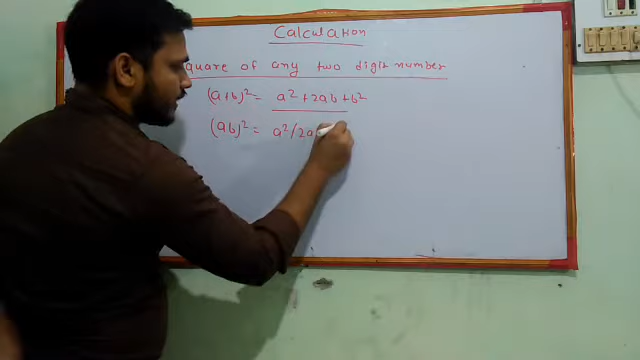 Calculation
quare of any two digit number
(a+b)² = a² + 2ab + b²
(ab)² = a²/2a